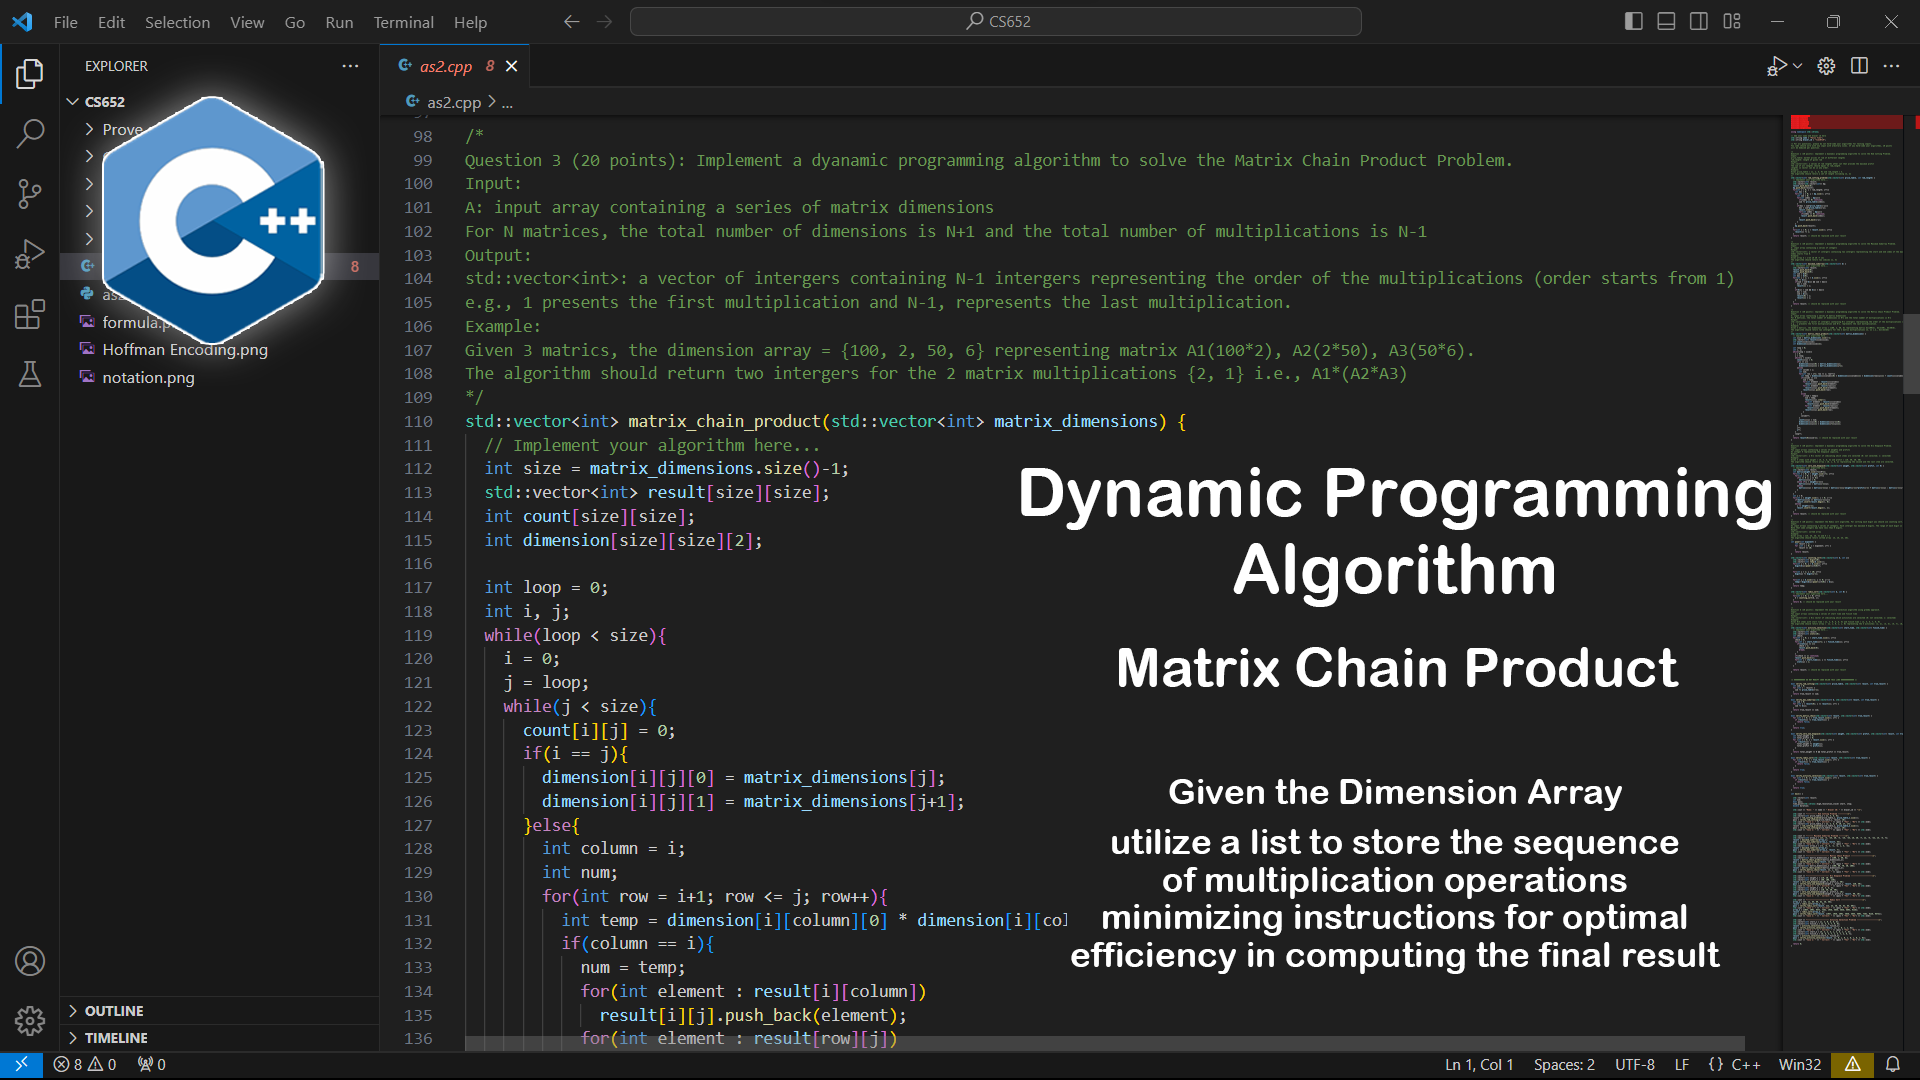 File Edit Selection View Go Run Terminal Help
CS652
EXPLORER
as2.cpp 8
CS652
as2.cpp > ...
Prove
8
as
formula.p
Hoffman Encoding.png
notation.png
OUTLINE
TIMELINE
C ++
98 /*
99 Question 3 (20 points): Implement a dyanamic programming algorithm to solve the Matrix Chain Product Problem.
100 Input:
101 A: input array containing a series of matrix dimensions
102 For N matrices, the total number of dimensions is N+1 and the total number of multiplications is N-1
103 Output:
104 std::vector<int>: a vector of intergers containing N-1 intergers representing the order of the multiplications (order starts from 1)
105 e.g., 1 presents the first multiplication and N-1, represents the last multiplication.
106 Example:
107 Given 3 matrics, the dimension array = {100, 2, 50, 6} representing matrix A1(100*2), A2(2*50), A3(50*6).
108 The algorithm should return two intergers for the 2 matrix multiplications {2, 1} i.e., A1*(A2*A3)
109 */
110 std::vector<int> matrix_chain_product(std::vector<int> matrix_dimensions) {
111 // Implement your algorithm here...
112 int size = matrix_dimensions.size()-1;
113 std::vector<int> result[size][size];
114 int count[size][size];
115 int dimension[size][size][2];
116
117 int loop = 0;
118 int i, j;
119 while(loop < size){
120 i = 0;
121 j = loop;
122 while(j < size){
123 count[i][j] = 0;
124 if(i == j){
125 dimension[i][j][0] = matrix_dimensions[j];
126 dimension[i][j][1] = matrix_dimensions[j+1];
127 }else{
128 int column = i;
129 int num;
130 for(int row = i+1; row <= j; row++){
131 int temp = dimension[i][column][0] * dimension[i][col
132 if(column == i){
133 num = temp;
134 for(int element : result[i][column])
135 result[i][j].push_back(element);
136 for(int element : result[row][j])
Dynamic Programming
Algorithm
Matrix Chain Product
Given the Dimension Array
utilize a list to store the sequence
of multiplication operations
minimizing instructions for optimal
efficiency in computing the final result
8 0 0
Ln 1, Col 1 Spaces: 2 UTF-8 LF {} C++ Win32